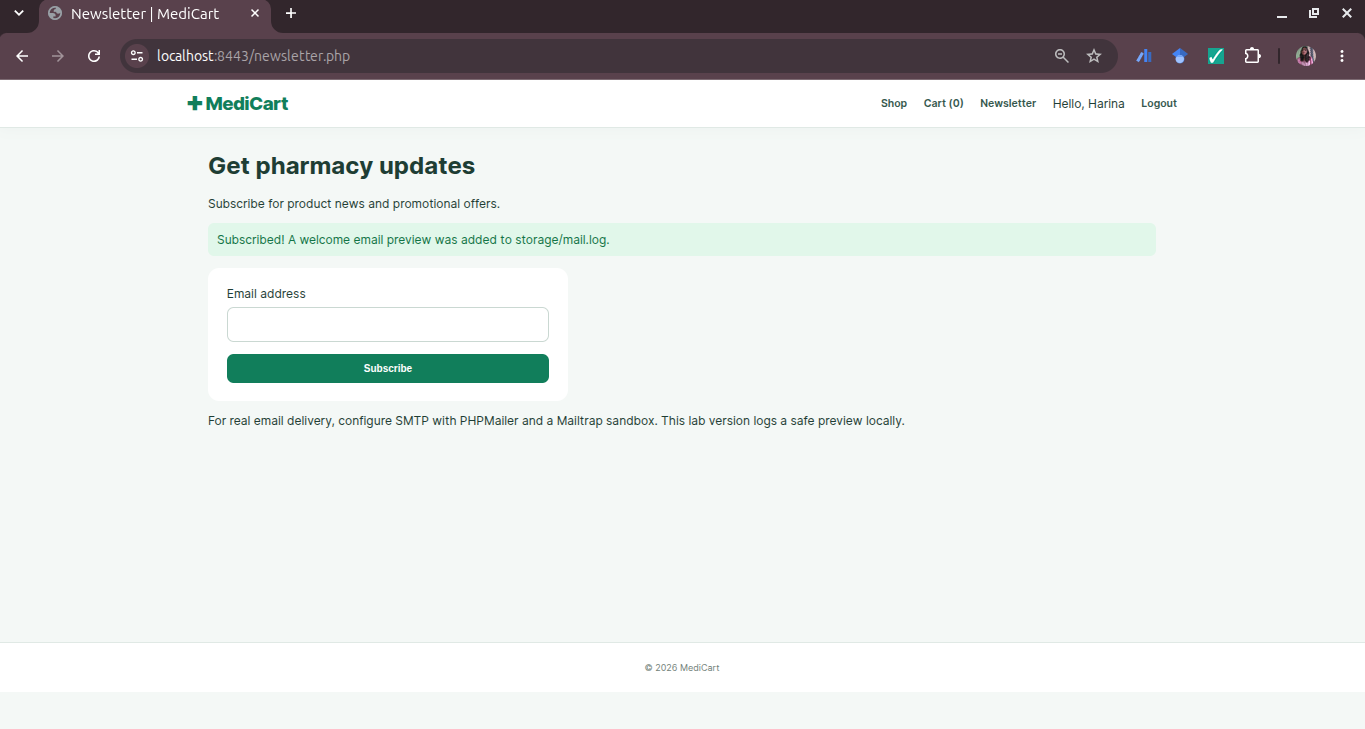 Newsletter | MediCart
localhost:8443/newsletter.php
MediCart
Shop Cart (0) Newsletter Hello, Harina Logout
Get pharmacy updates
Subscribe for product news and promotional offers.
Subscribed! A welcome email preview was added to storage/mail.log.
Email address
Subscribe
For real email delivery, configure SMTP with PHPMailer and a Mailtrap sandbox. This lab version logs a safe preview locally.
© 2026 MediCart